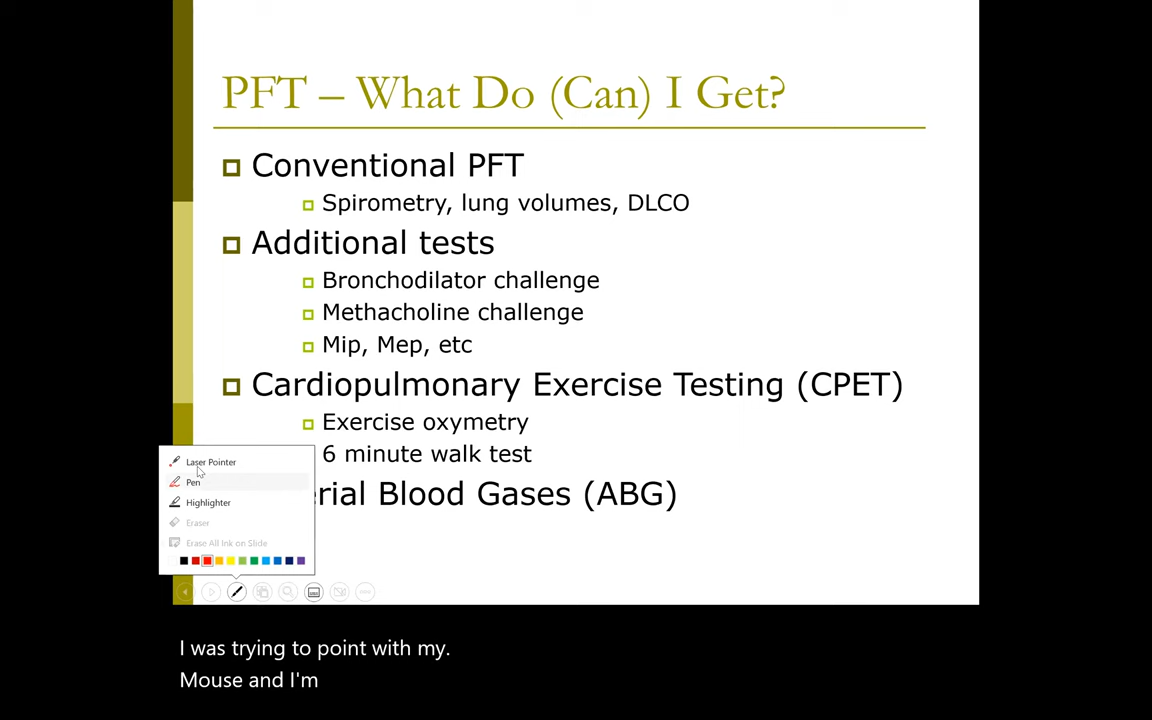 PFT – What Do (Can) I Get?
Conventional PFT
Spirometry, lung volumes, DLCO
Additional tests
Bronchodilator challenge
Methacholine challenge
Mip, Mep, etc
Cardiopulmonary Exercise Testing (CPET)
Exercise oxymetry
6 minute walk test
erial Blood Gases (ABG)
Laser Pointer
Pen
Highlighter
Eraser
Erase All Ink on Slide
I was trying to point with my.
Mouse and I'm